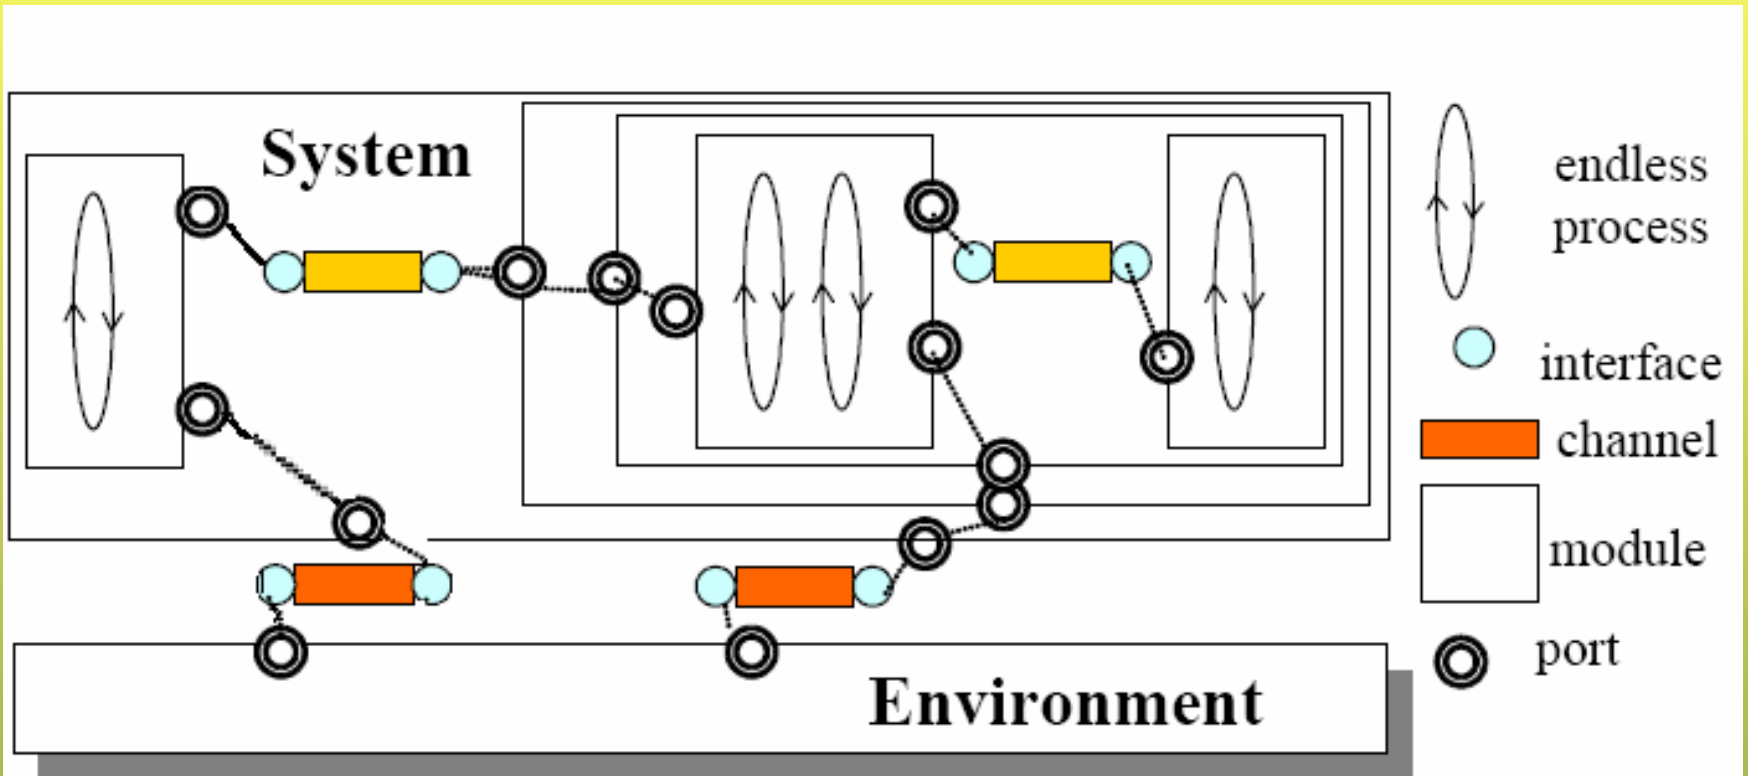 System
endless
process
interface
channel
module
port
Environment